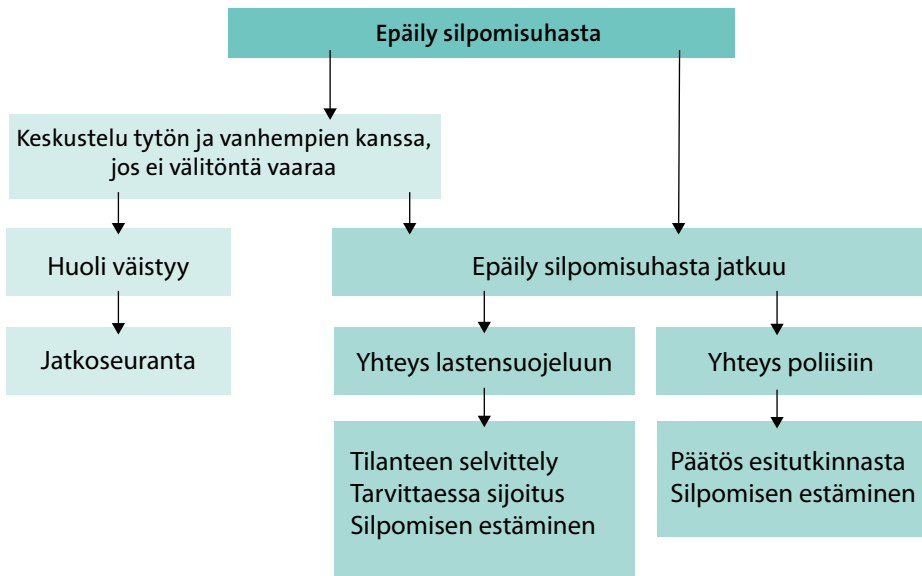 Epäily silpomisuhasta
Keskustelu tytön ja vanhempien kanssa,
jos ei välitöntä vaaraa
Huoli väistyy
Epäily silpomisuhasta jatkuu
Jatkoseuranta
Yhteys lastensuojeluun
Yhteys poliisiin
Tilanteen selvittely
Tarvittaessa sijoitus
Silpomisen estäminen
Päätös esitutkinnasta
Silpomisen estäminen